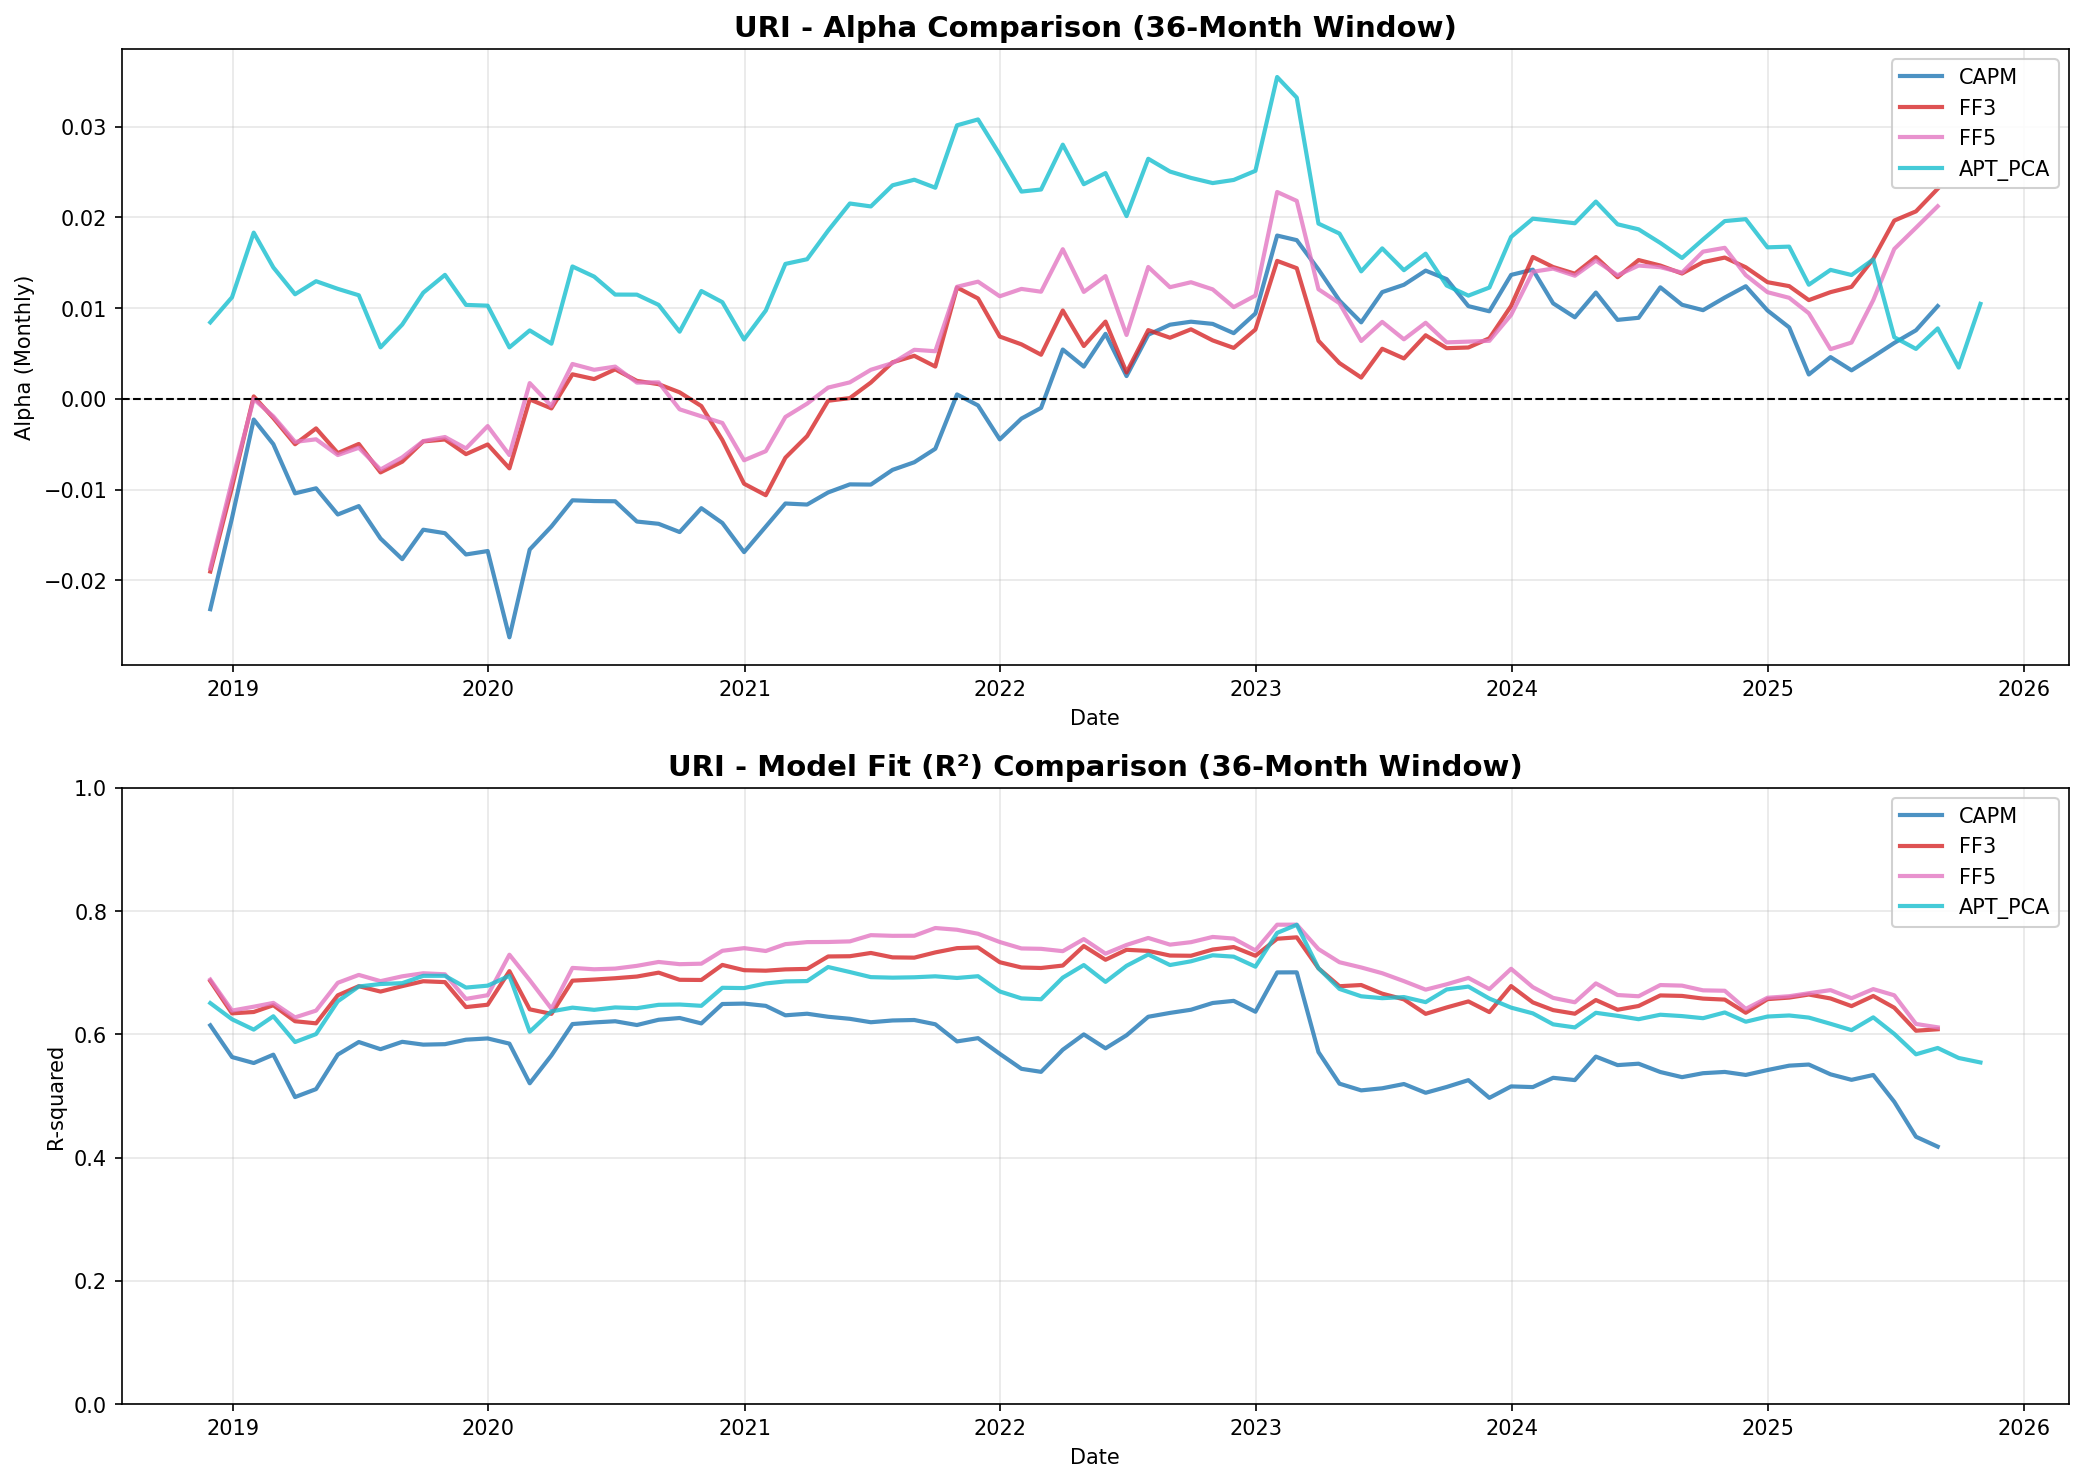 URI - Alpha Comparison (36-Month Window)
CAPM
FF3
FF5
APT_PCA
Alpha (Monthly)
0.03
0.02
0.01
0.00
−0.01
−0.02
2019 2020 2021 2022 2023 2024 2025 2026
Date
URI - Model Fit (R²) Comparison (36-Month Window)
CAPM
FF3
FF5
APT_PCA
R-squared
1.0
0.8
0.6
0.4
0.2
0.0
2019 2020 2021 2022 2023 2024 2025 2026
Date